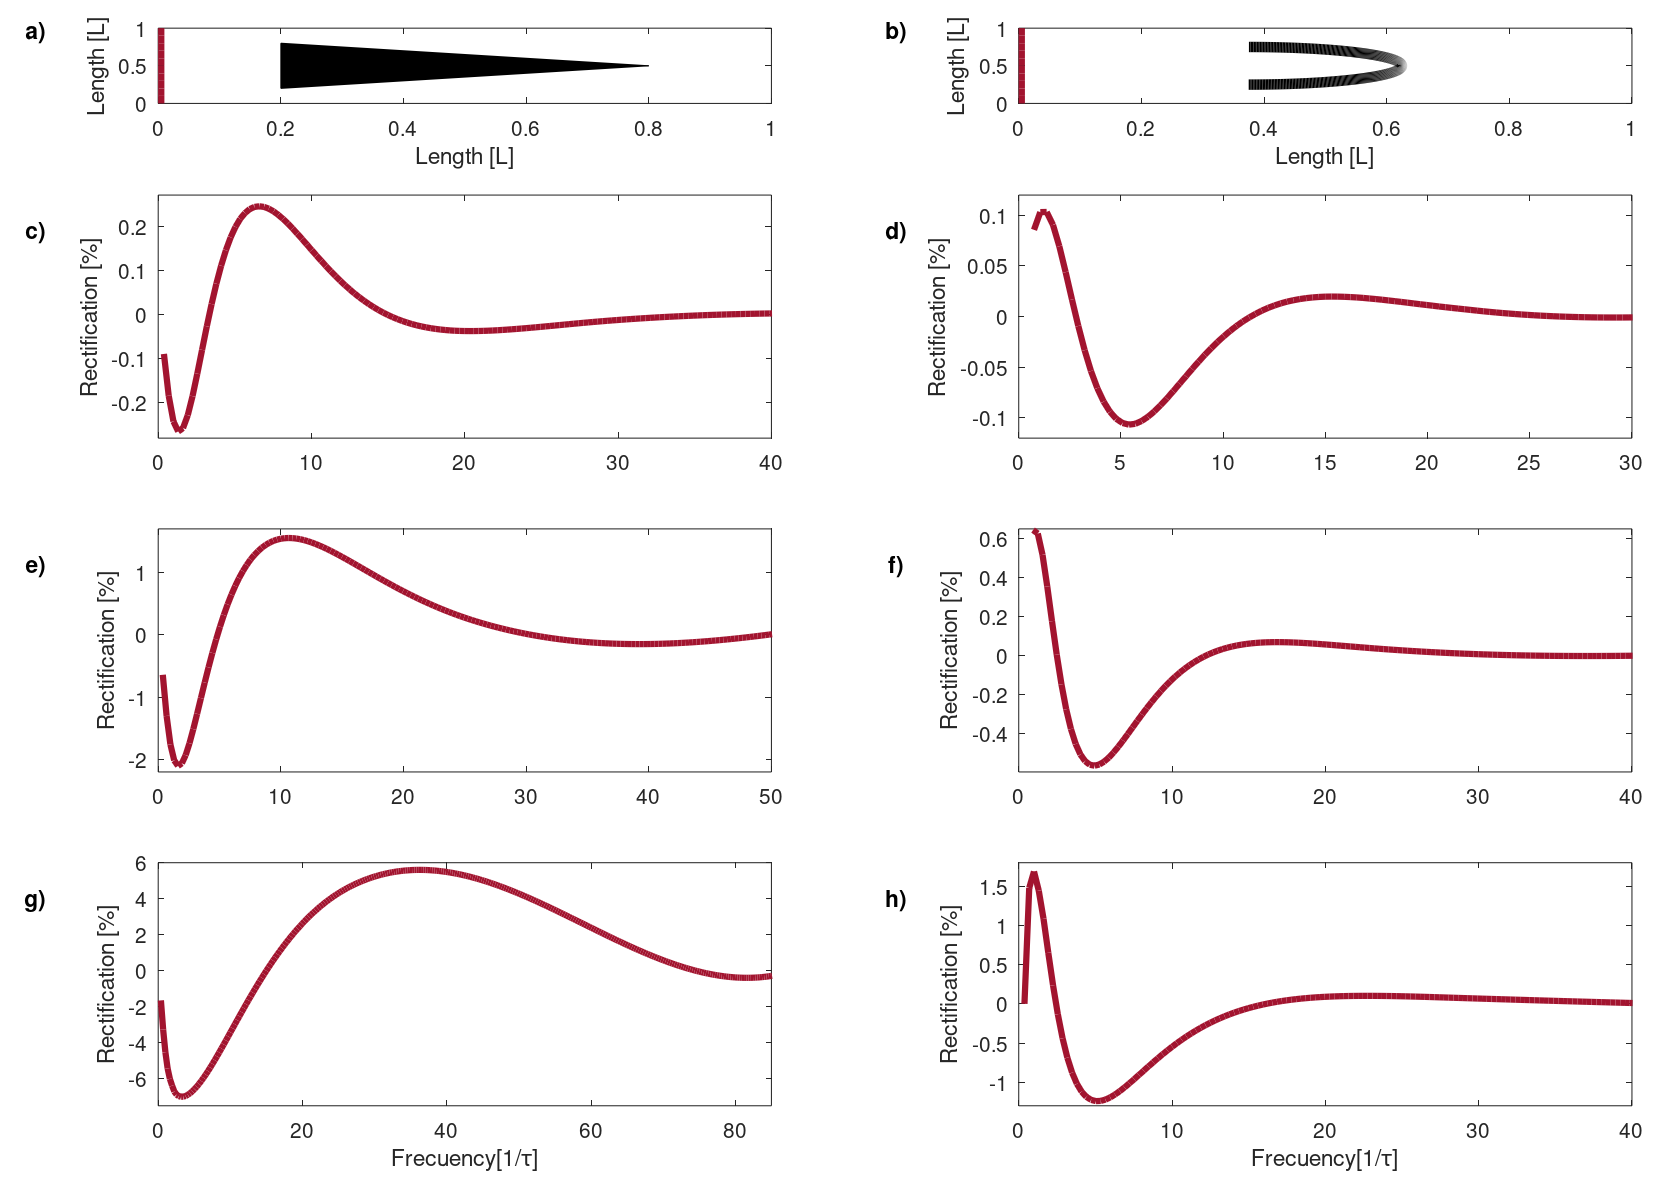 a)
Length [L]
1
0.5
0
0 0.2 0.4 0.6 0.8 1
Length [L]
b)
Length [L]
1
0.5
0
0 0.2 0.4 0.6 0.8 1
Length [L]
c)
Rectification [%]
0.2
0.1
0
-0.1
-0.2
0 10 20 30 40
d)
Rectification [%]
0.1
0.05
0
-0.05
-0.1
0 5 10 15 20 25 30
e)
Rectification [%]
1
0
-1
-2
0 10 20 30 40 50
f)
Rectification [%]
0.6
0.4
0.2
0
-0.2
-0.4
0 10 20 30 40
g)
Rectification [%]
6
4
2
0
-2
-4
-6
0 20 40 60 80
Frecuency[1/τ]
h)
Rectification [%]
1.5
1
0.5
0
-0.5
-1
0 10 20 30 40
Frecuency[1/τ]